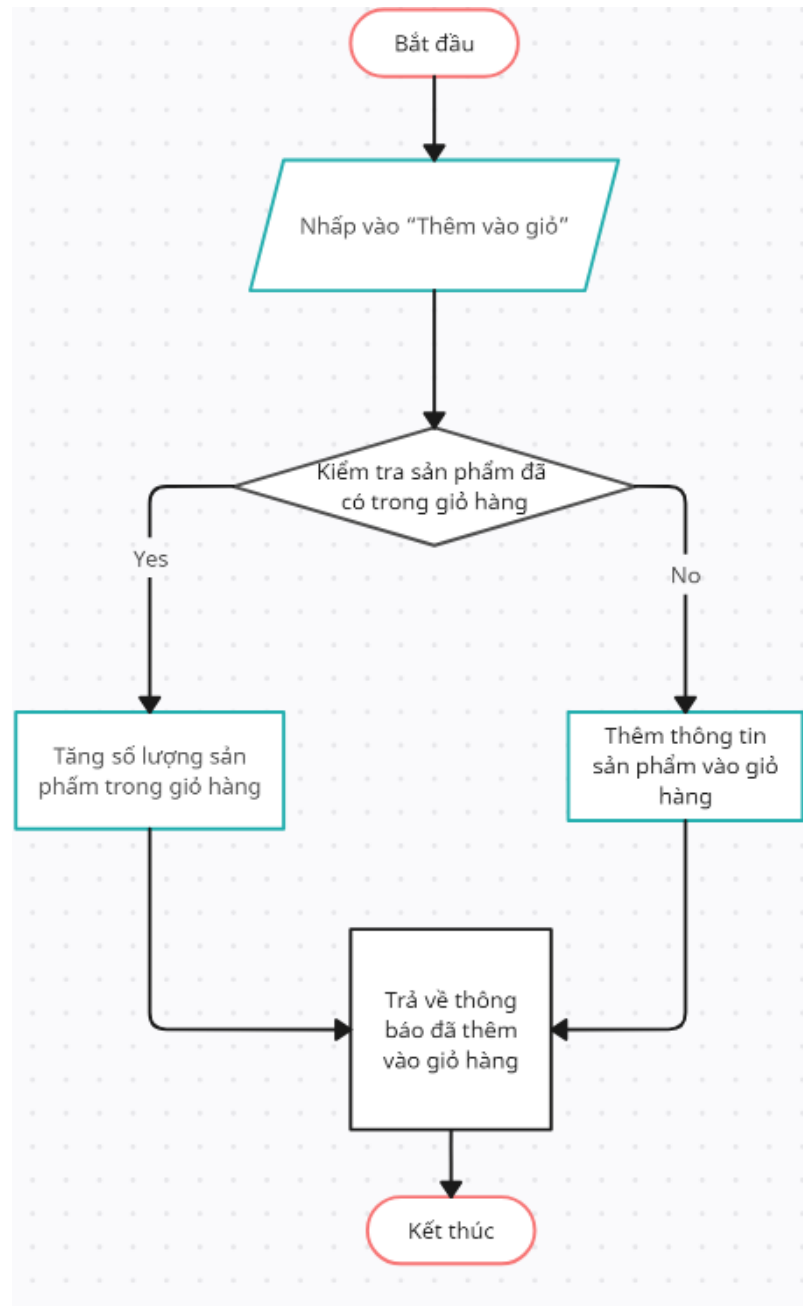 Bắt đầu
Nhấp vào “Thêm vào giỏ”
Kiểm tra sản phẩm đã
có trong giỏ hàng
Yes
No
Tăng số lượng sản
phẩm trong giỏ hàng
Thêm thông tin
sản phẩm vào giỏ
hàng
Trả về thông
báo đã thêm
vào giỏ hàng
Kết thúc